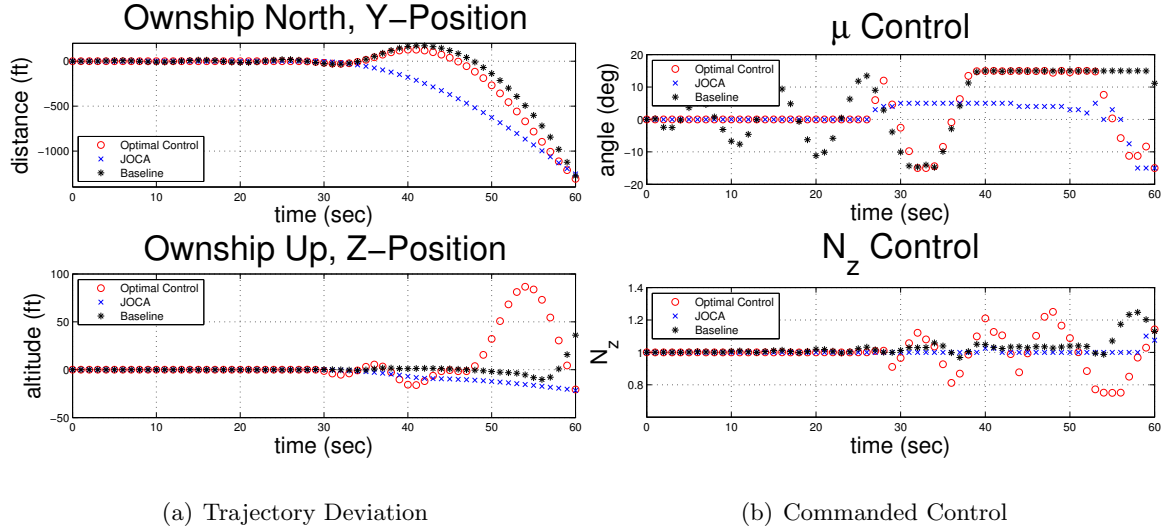 Ownship North, Y-Position
distance (ft)
0
-500
-1000
Optimal Control
JOCA
Baseline
0 10 20 30 40 50 60
time (sec)
Ownship Up, Z-Position
altitude (ft)
100
50
0
-50
Optimal Control
JOCA
Baseline
0 10 20 30 40 50 60
time (sec)
(a) Trajectory Deviation
μ Control
angle (deg)
20
10
0
-10
-20
Optimal Control
JOCA
Baseline
0 10 20 30 40 50 60
time (sec)
N_z Control
N_z
1.4
1.2
1.0
0.8
Optimal Control
JOCA
Baseline
0 10 20 30 40 50 60
time (sec)
(b) Commanded Control